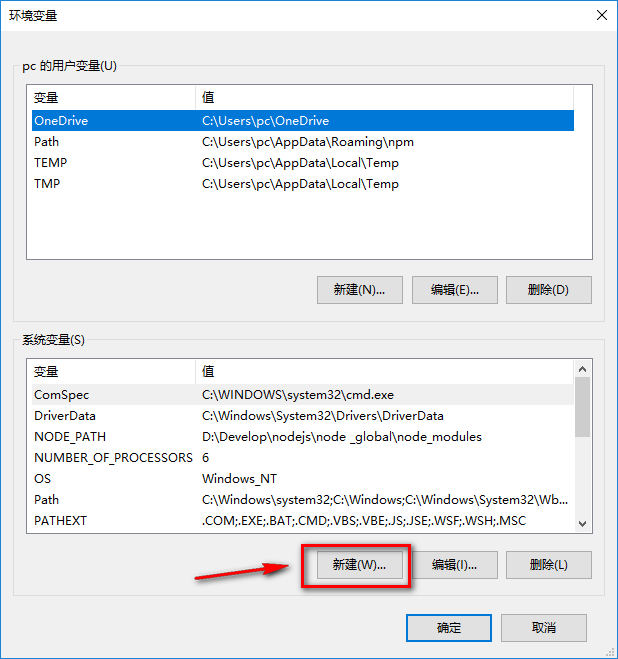 环境变量
pc 的用户变量(U)
变量 值
OneDrive C:\Users\pc\OneDrive
Path C:\Users\pc\AppData\Roaming\npm
TEMP C:\Users\pc\AppData\Local\Temp
TMP C:\Users\pc\AppData\Local\Temp
新建(N)... 编辑(E)... 删除(D)
系统变量(S)
变量 值
ComSpec C:\WINDOWS\system32\cmd.exe
DriverData C:\Windows\System32\Drivers\DriverData
NODE_PATH D:\Develop\nodejs\node _global\node_modules
NUMBER_OF_PROCESSORS 6
OS Windows_NT
Path C:\Windows\system32;C:\Windows;C:\Windows\System32\Wb...
PATHEXT .COM;.EXE;.BAT;.CMD;.VBS;.VBE;.JS;.JSE;.WSF;.WSH;.MSC
新建(W)... 编辑(I)... 删除(L)
确定 取消